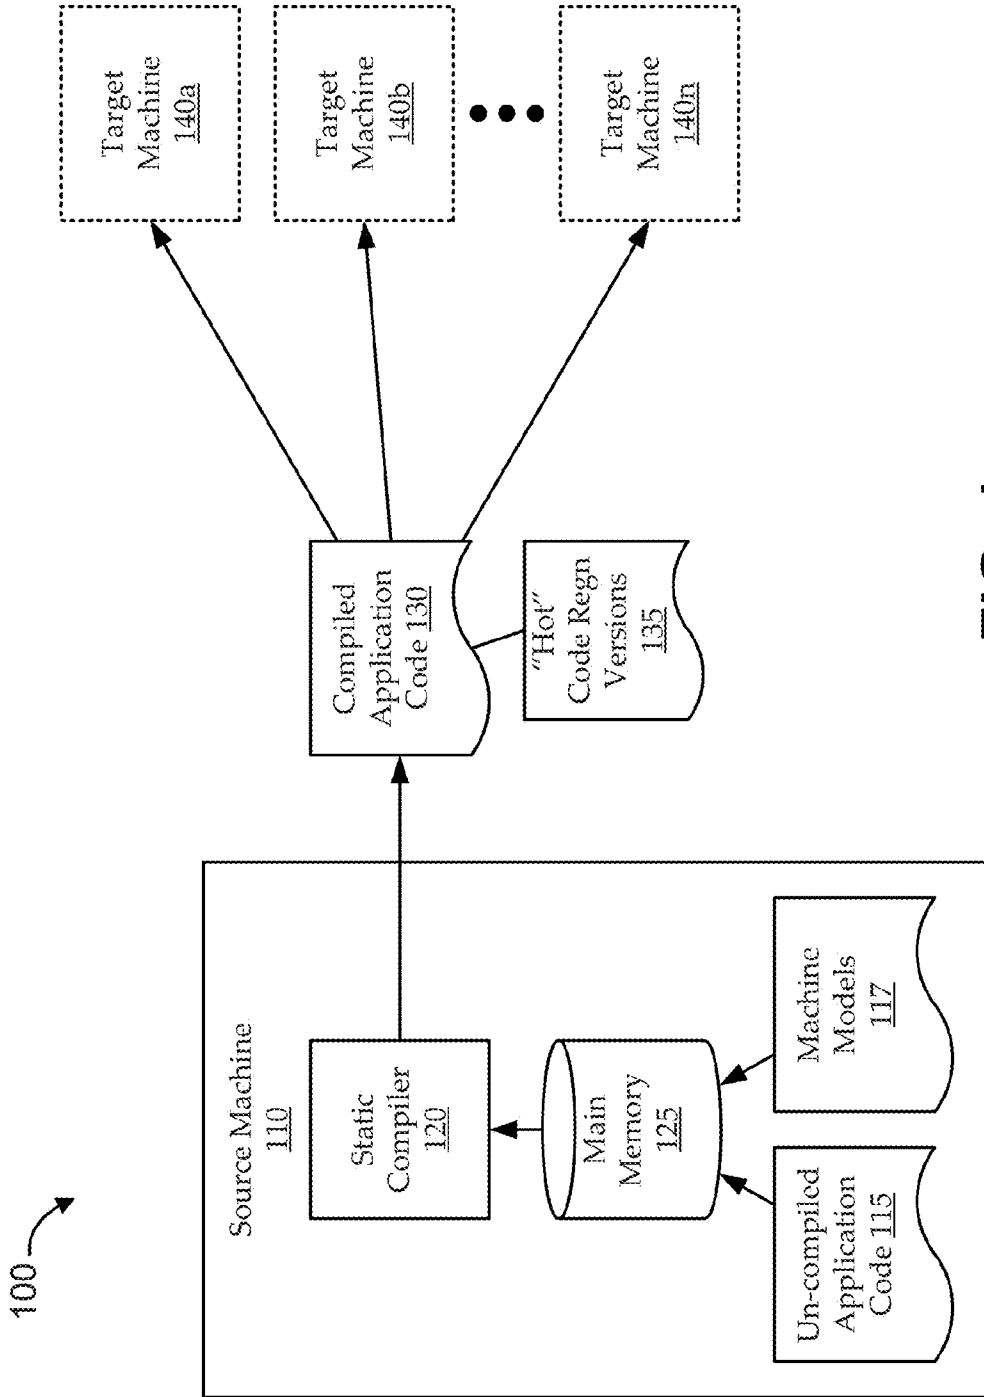 100
Source Machine
110
Static
Compiler
120
Main
Memory
125
Un-compiled
Application
Code 115
Machine
Models
117
Compiled
Application
Code 130
“Hot”
Code Regn
Versions
135
Target
Machine
140a
Target
Machine
140b
Target
Machine
140n